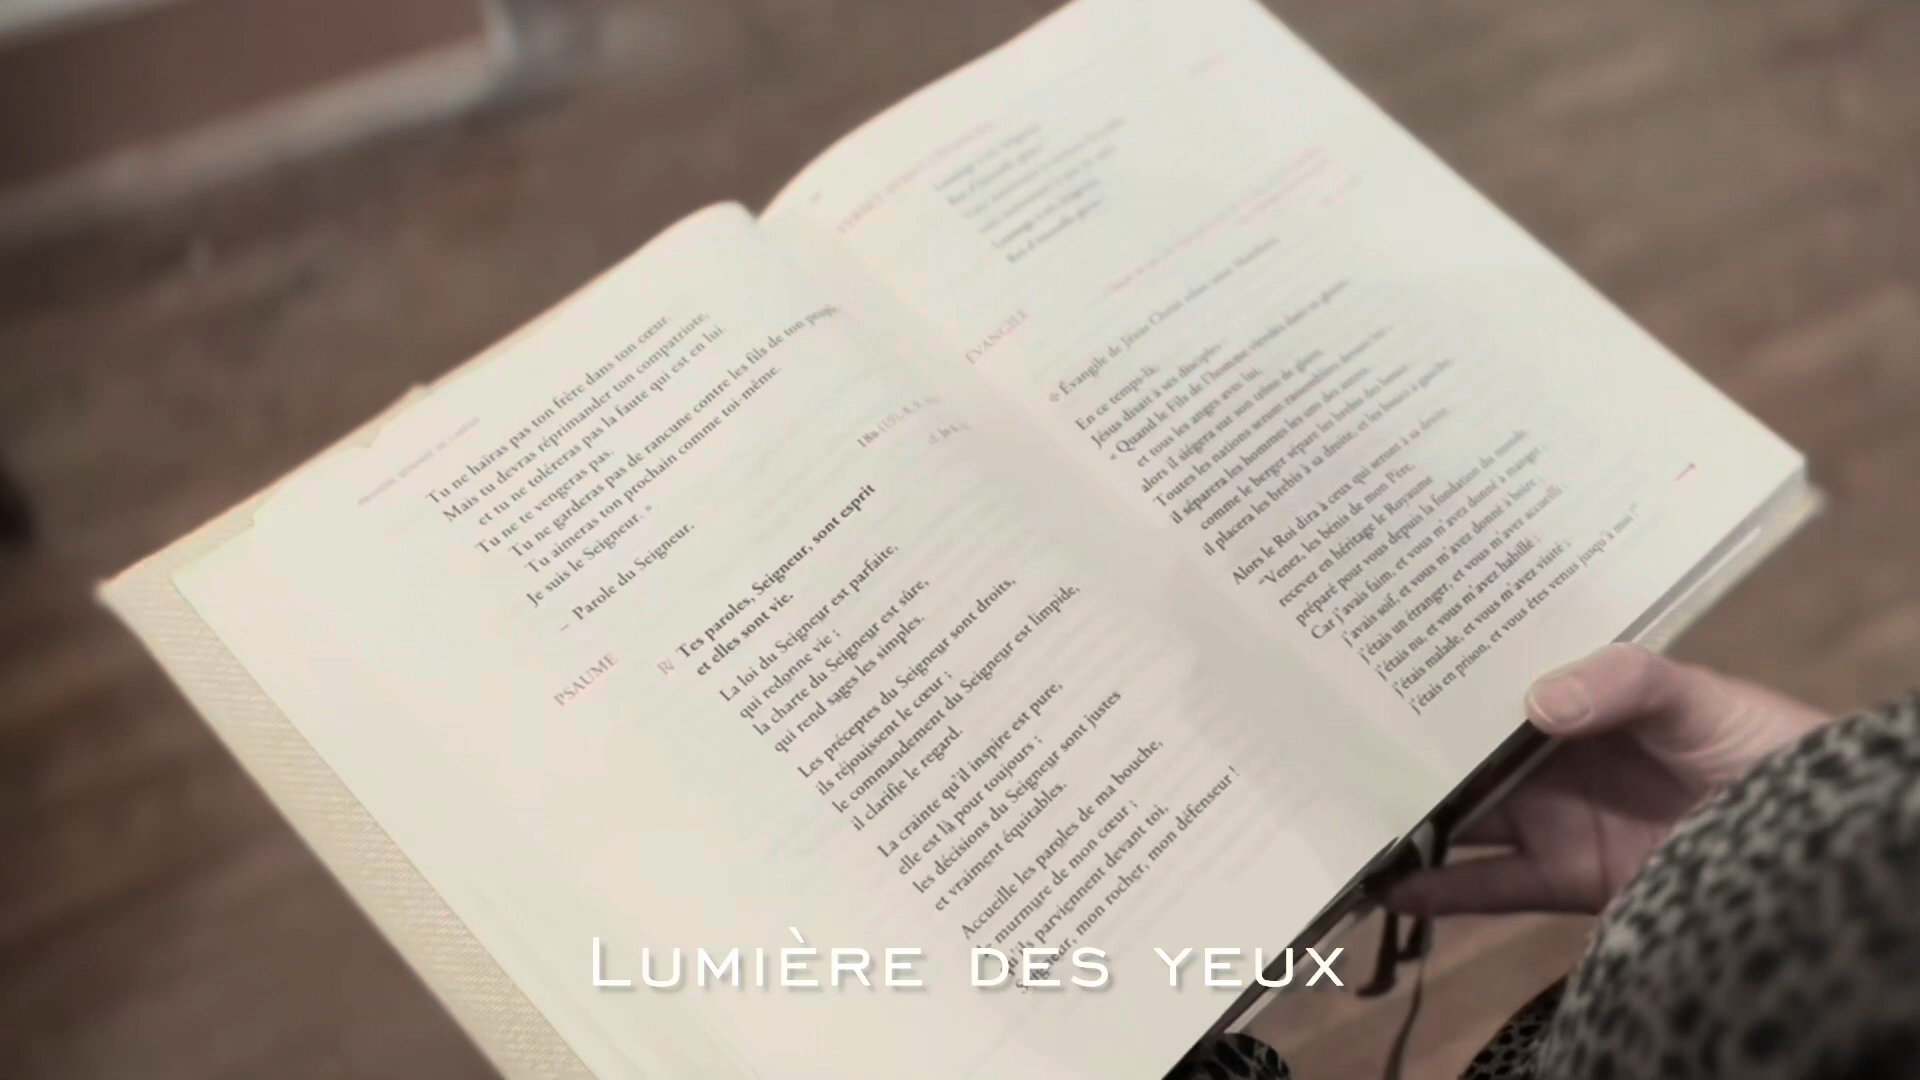 Tu ne haïras pas ton frère dans ton cœur.
Mais tu devras réprimander ton compatriote,
et tu ne toléreras pas la faute qui est en lui.
Tu ne te vengeras pas.
Tu ne garderas pas de rancune contre les fils de ton
Tu aimeras ton prochain comme toi-même.
Je suis le Seigneur. »
– Parole du Seigneur.
PSAUME
18b
℟ Tes paroles, Seigneur, sont esprit
et elles sont vie.
La loi du Seigneur est parfaite,
qui redonne vie ;
la charte du Seigneur est sûre,
qui rend sages les simples.
Les préceptes du Seigneur sont droits,
ils réjouissent le cœur ;
le commandement du Seigneur est limpide,
il clarifie le regard.
La crainte qu'il inspire est pure,
elle est là pour toujours ;
les décisions du Seigneur sont justes
et vraiment équitables.
Accueille les paroles de ma bouche,
murmure de mon cœur ;
qu'ils parviennent devant toi,
Seigneur, mon rocher, mon défenseur !
ÉVANGILE
✠ Évangile de Jésus Christ selon saint Matthieu
En ce temps-là,
Jésus disait à ses disciples :
« Quand le Fils de l'homme viendra dans sa gloire,
et tous les anges avec lui,
alors il siégera sur son trône de gloire.
Toutes les nations seront rassemblées devant lui ;
il séparera les hommes les uns des autres,
comme le berger sépare les brebis des boucs :
il placera les brebis à sa droite, et les boucs à gauche.
Alors le Roi dira à ceux qui seront à sa droite :
"Venez, les bénis de mon Père,
recevez en héritage le Royaume
préparé pour vous depuis la fondation du monde.
Car j'avais faim, et vous m'avez donné à manger ;
j'avais soif, et vous m'avez donné à boire ;
j'étais un étranger, et vous m'avez accueilli ;
j'étais nu, et vous m'avez habillé ;
j'étais malade, et vous m'avez visité ;
j'étais en prison, et vous êtes venus jusqu'à moi !"
Lumière des yeux